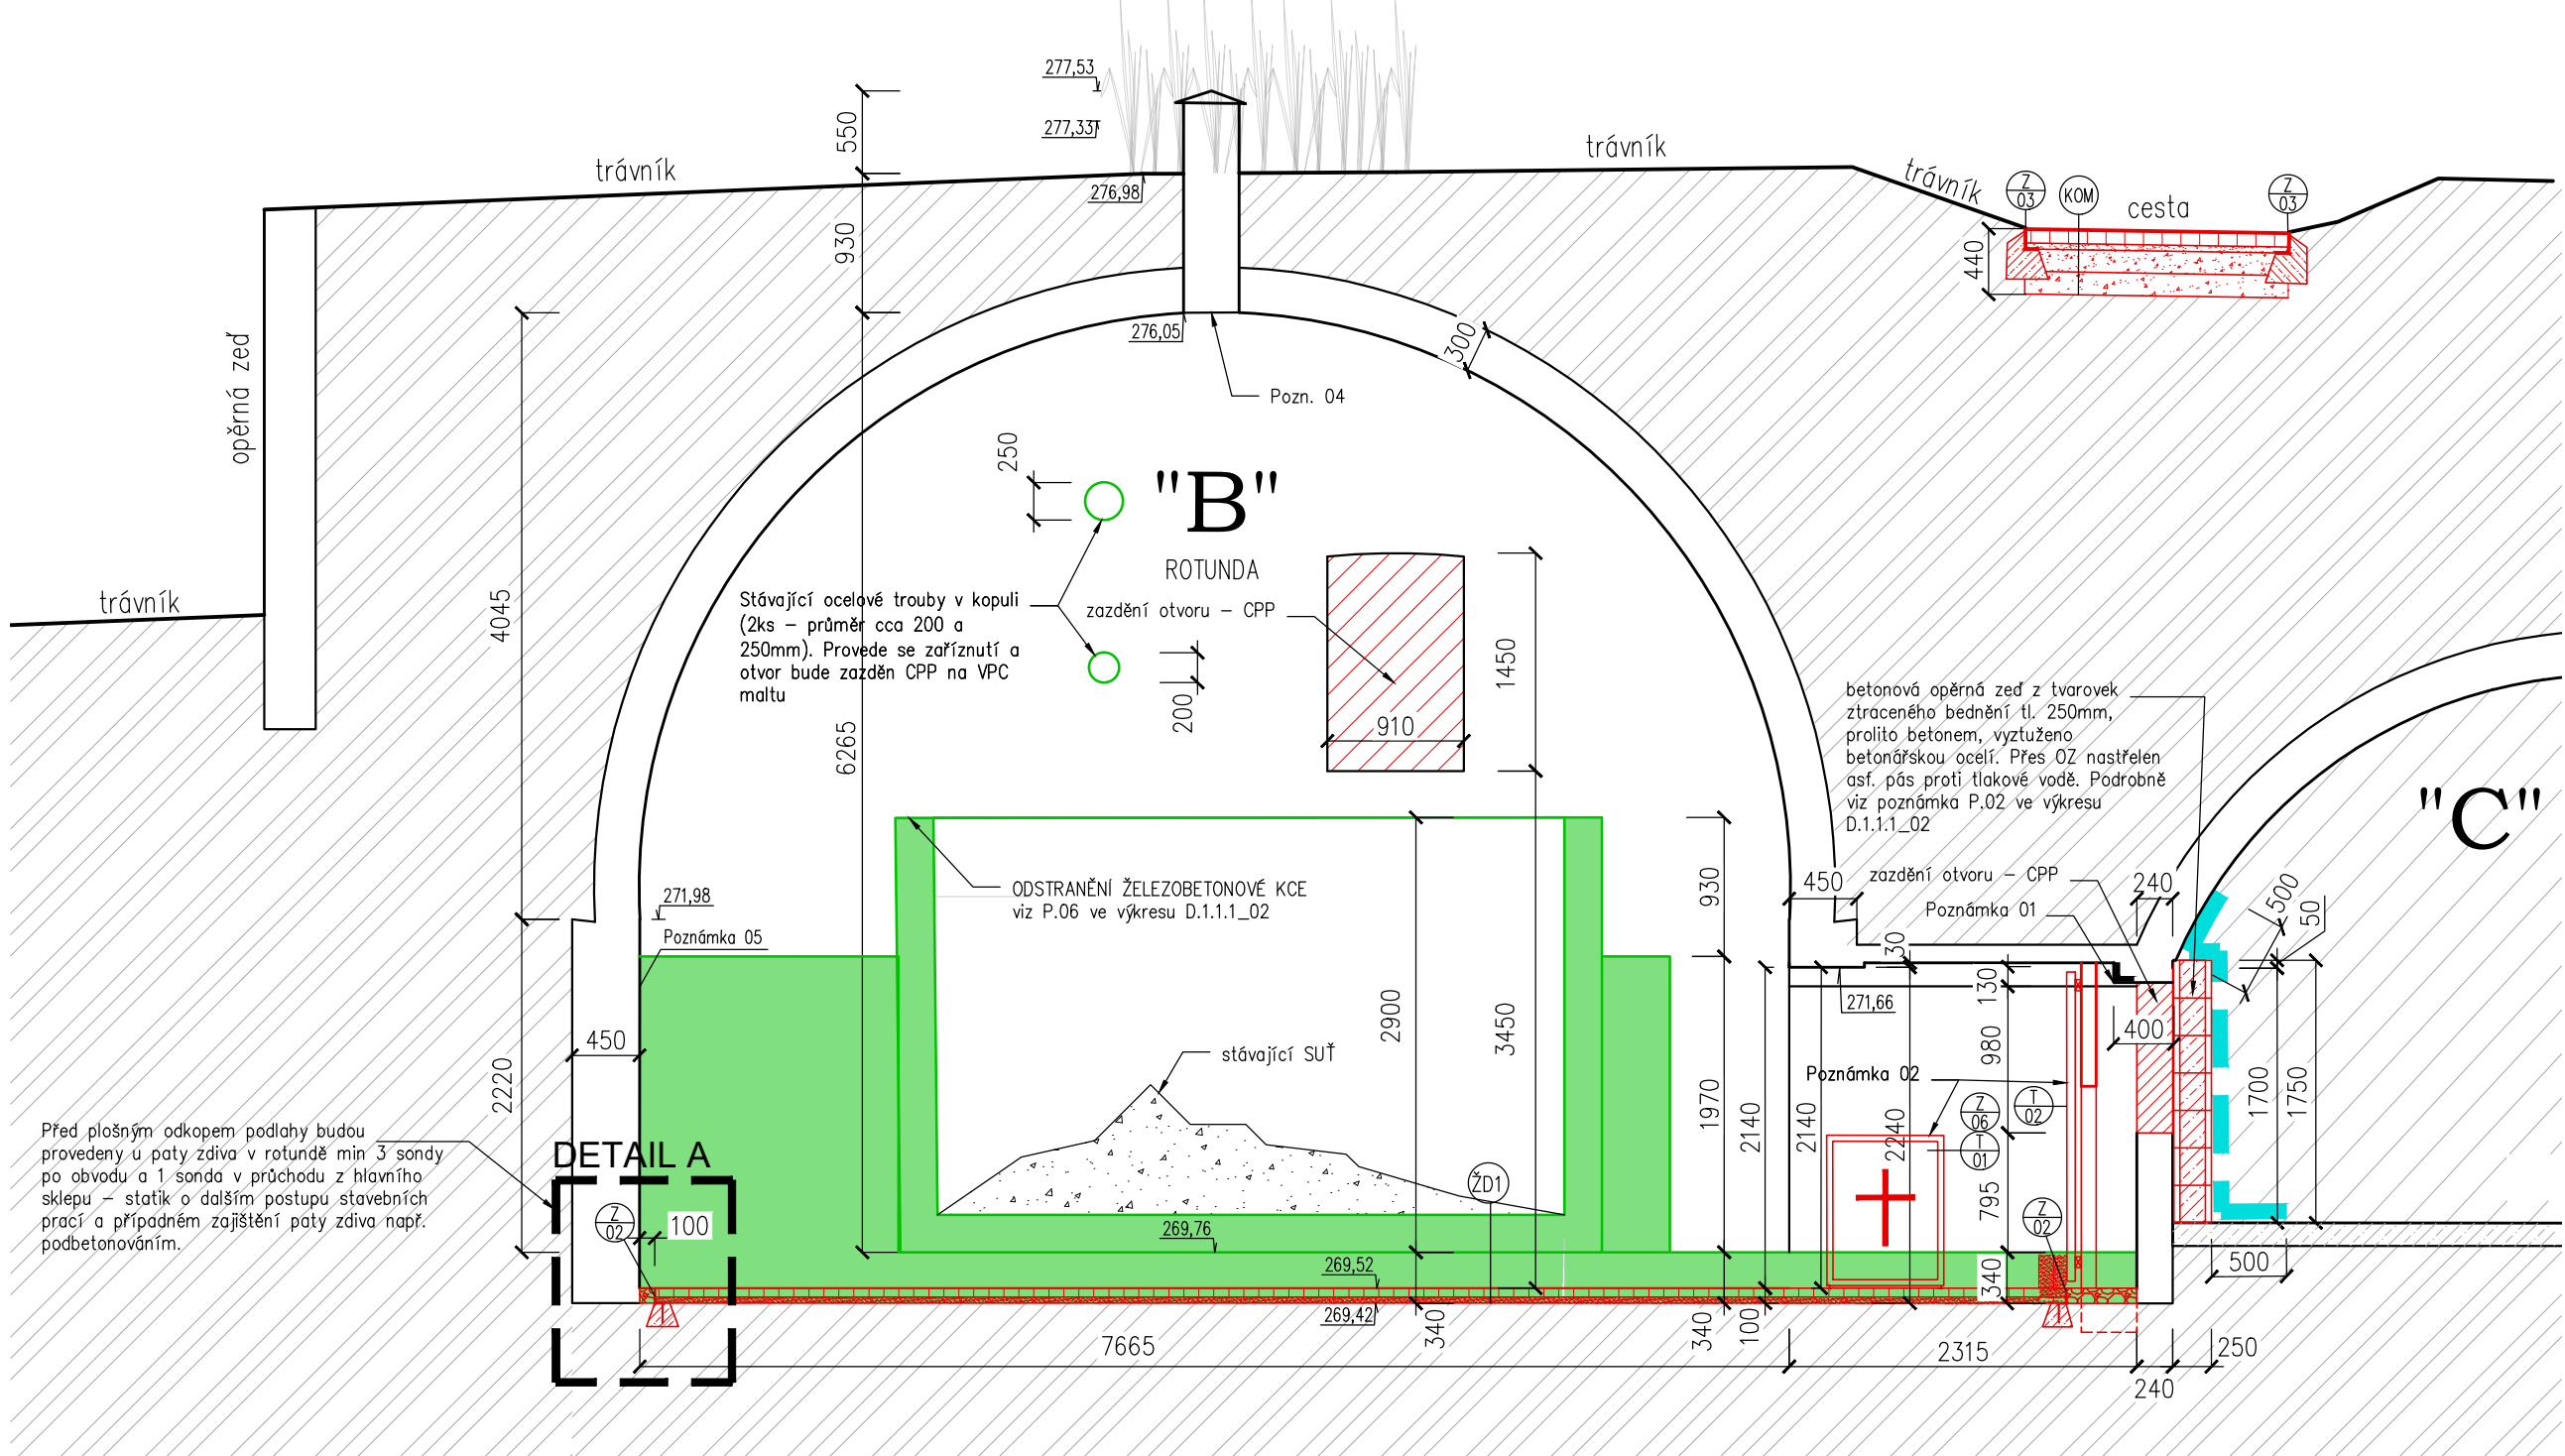 277,53
277,33
550
trávník
276,98
trávník
trávník
Z
03
KOM
cesta
Z
03
930
440
opěrná zeď
276,05
300
Pozn. 04
250
"B"
ROTUNDA
trávník
4045
Stávající ocelové trouby v kopuli
(2ks – průměr cca 200 a
250mm). Provede se zaříznutí a
otvor bude zazděn CPP na VPC
maltu
zazdění otvoru – CPP
1450
200
910
6265
betonová opěrná zeď z tvarovek
ztraceného bednění tl. 250mm,
prolito betonem, vyztuženo
betonářskou ocelí. Přes OZ nastřelen
asf. pás proti tlakové vodě. Podrobně
viz poznámka P.02 ve výkresu
D.1.1.1_02
"C"
271,98
Poznámka 05
ODSTRANĚNÍ ŽELEZOBETONOVÉ KCE
viz P.06 ve výkresu D.1.1.1_02
930
450
zazdění otvoru – CPP
240
Poznámka 01
500
50
30
130
271,66
400
450
2220
2900
3450
stávající SUŤ
980
Poznámka 02
1970
2140
2140
2240
Z
06
T
01
T
02
1700
1750
Před plošným odkopem podlahy budou
provedeny u paty zdiva v rotundě min 3 sondy
po obvodu a 1 sonda v průchodu z hlavního
sklepu – statik o dalším postupu stavebních
prací a případném zajištění paty zdiva např.
podbetonováním.
DETAIL A
Z
02
100
ŽD1
269,76
269,52
269,42
795
Z
02
340
500
340
340
100
7665
2315
250
240